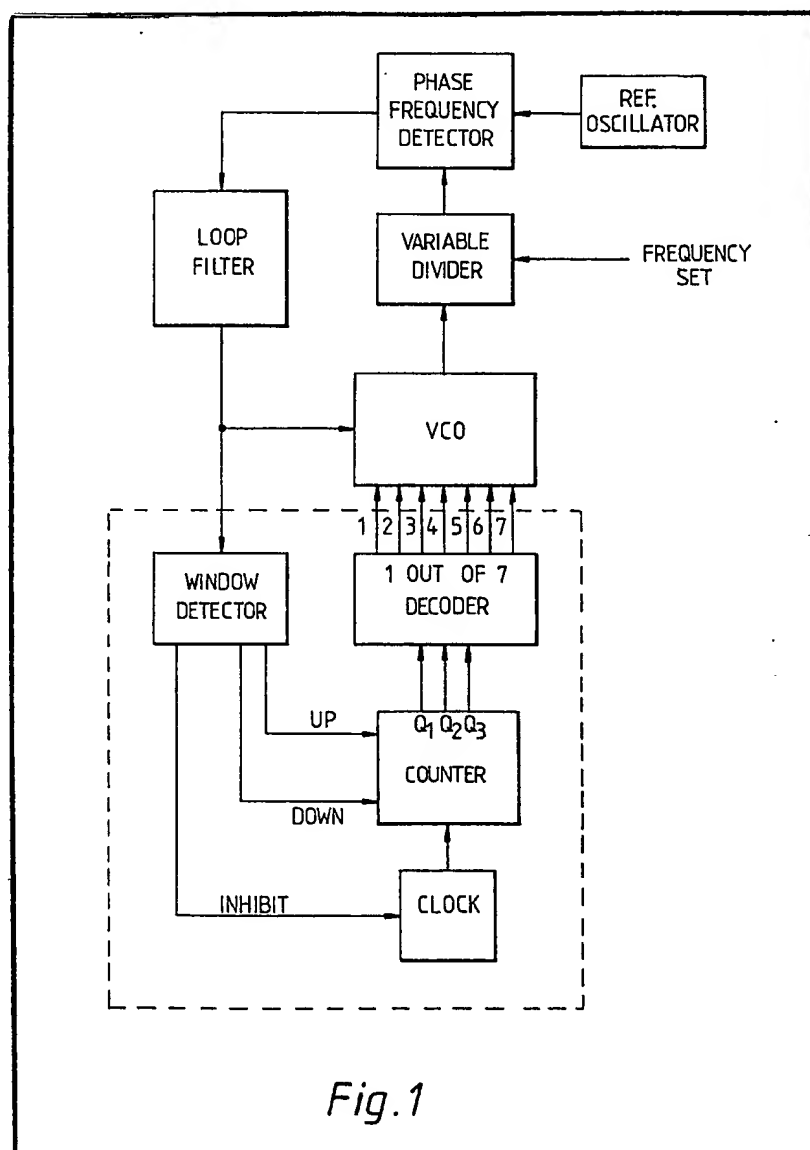 PHASE
FREQUENCY
DETECTOR
REF.
OSCILLATOR
LOOP
FILTER
VARIABLE
DIVIDER
FREQUENCY
SET
VCO
1 2 3 4 5 6 7
WINDOW
DETECTOR
1 OUT OF 7
DECODER
UP
Q1 Q2 Q3
COUNTER
DOWN
INHIBIT
CLOCK
Fig.1